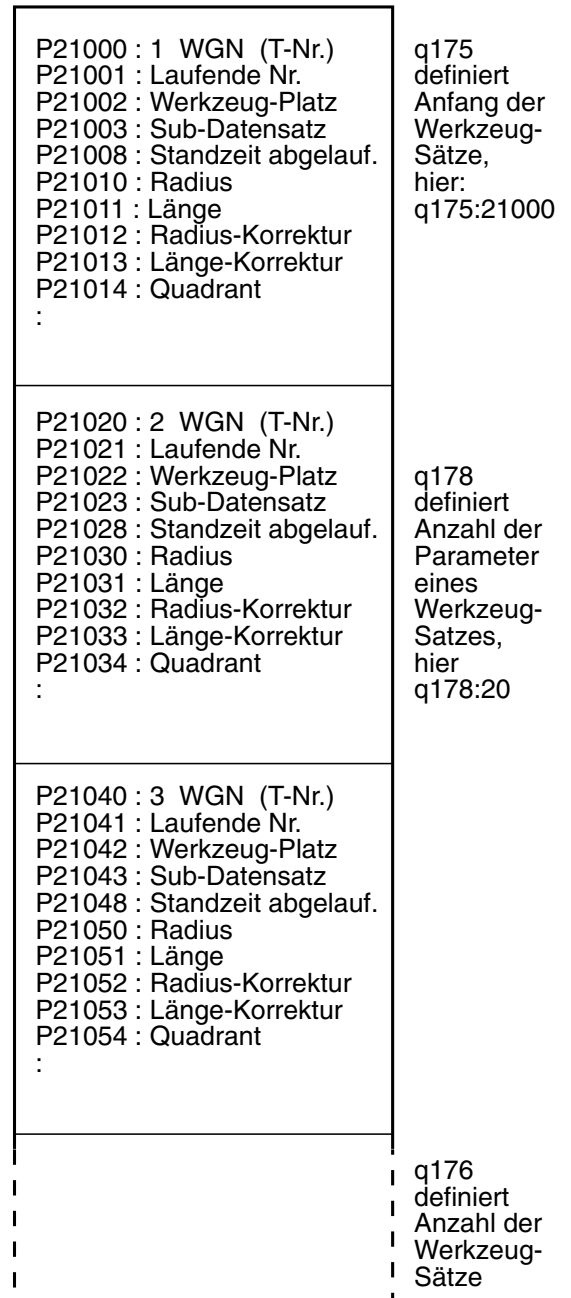 P21000 : 1 WGN (T-Nr.)
P21001 : Laufende Nr.
P21002 : Werkzeug-Platz
P21003 : Sub-Datensatz
P21008 : Standzeit abgelauf.
P21010 : Radius
P21011 : Länge
P21012 : Radius-Korrektur
P21013 : Länge-Korrektur
P21014 : Quadrant
:
q175
definiert
Anfang der
Werkzeug-
Sätze,
hier:
q175:21000
P21020 : 2 WGN (T-Nr.)
P21021 : Laufende Nr.
P21022 : Werkzeug-Platz
P21023 : Sub-Datensatz
P21028 : Standzeit abgelauf.
P21030 : Radius
P21031 : Länge
P21032 : Radius-Korrektur
P21033 : Länge-Korrektur
P21034 : Quadrant
:
q178
definiert
Anzahl der
Parameter
eines
Werkzeug-
Satzes,
hier
q178:20
P21040 : 3 WGN (T-Nr.)
P21041 : Laufende Nr.
P21042 : Werkzeug-Platz
P21043 : Sub-Datensatz
P21048 : Standzeit abgelauf.
P21050 : Radius
P21051 : Länge
P21052 : Radius-Korrektur
P21053 : Länge-Korrektur
P21054 : Quadrant
:
q176
definiert
Anzahl der
Werkzeug-
Sätze